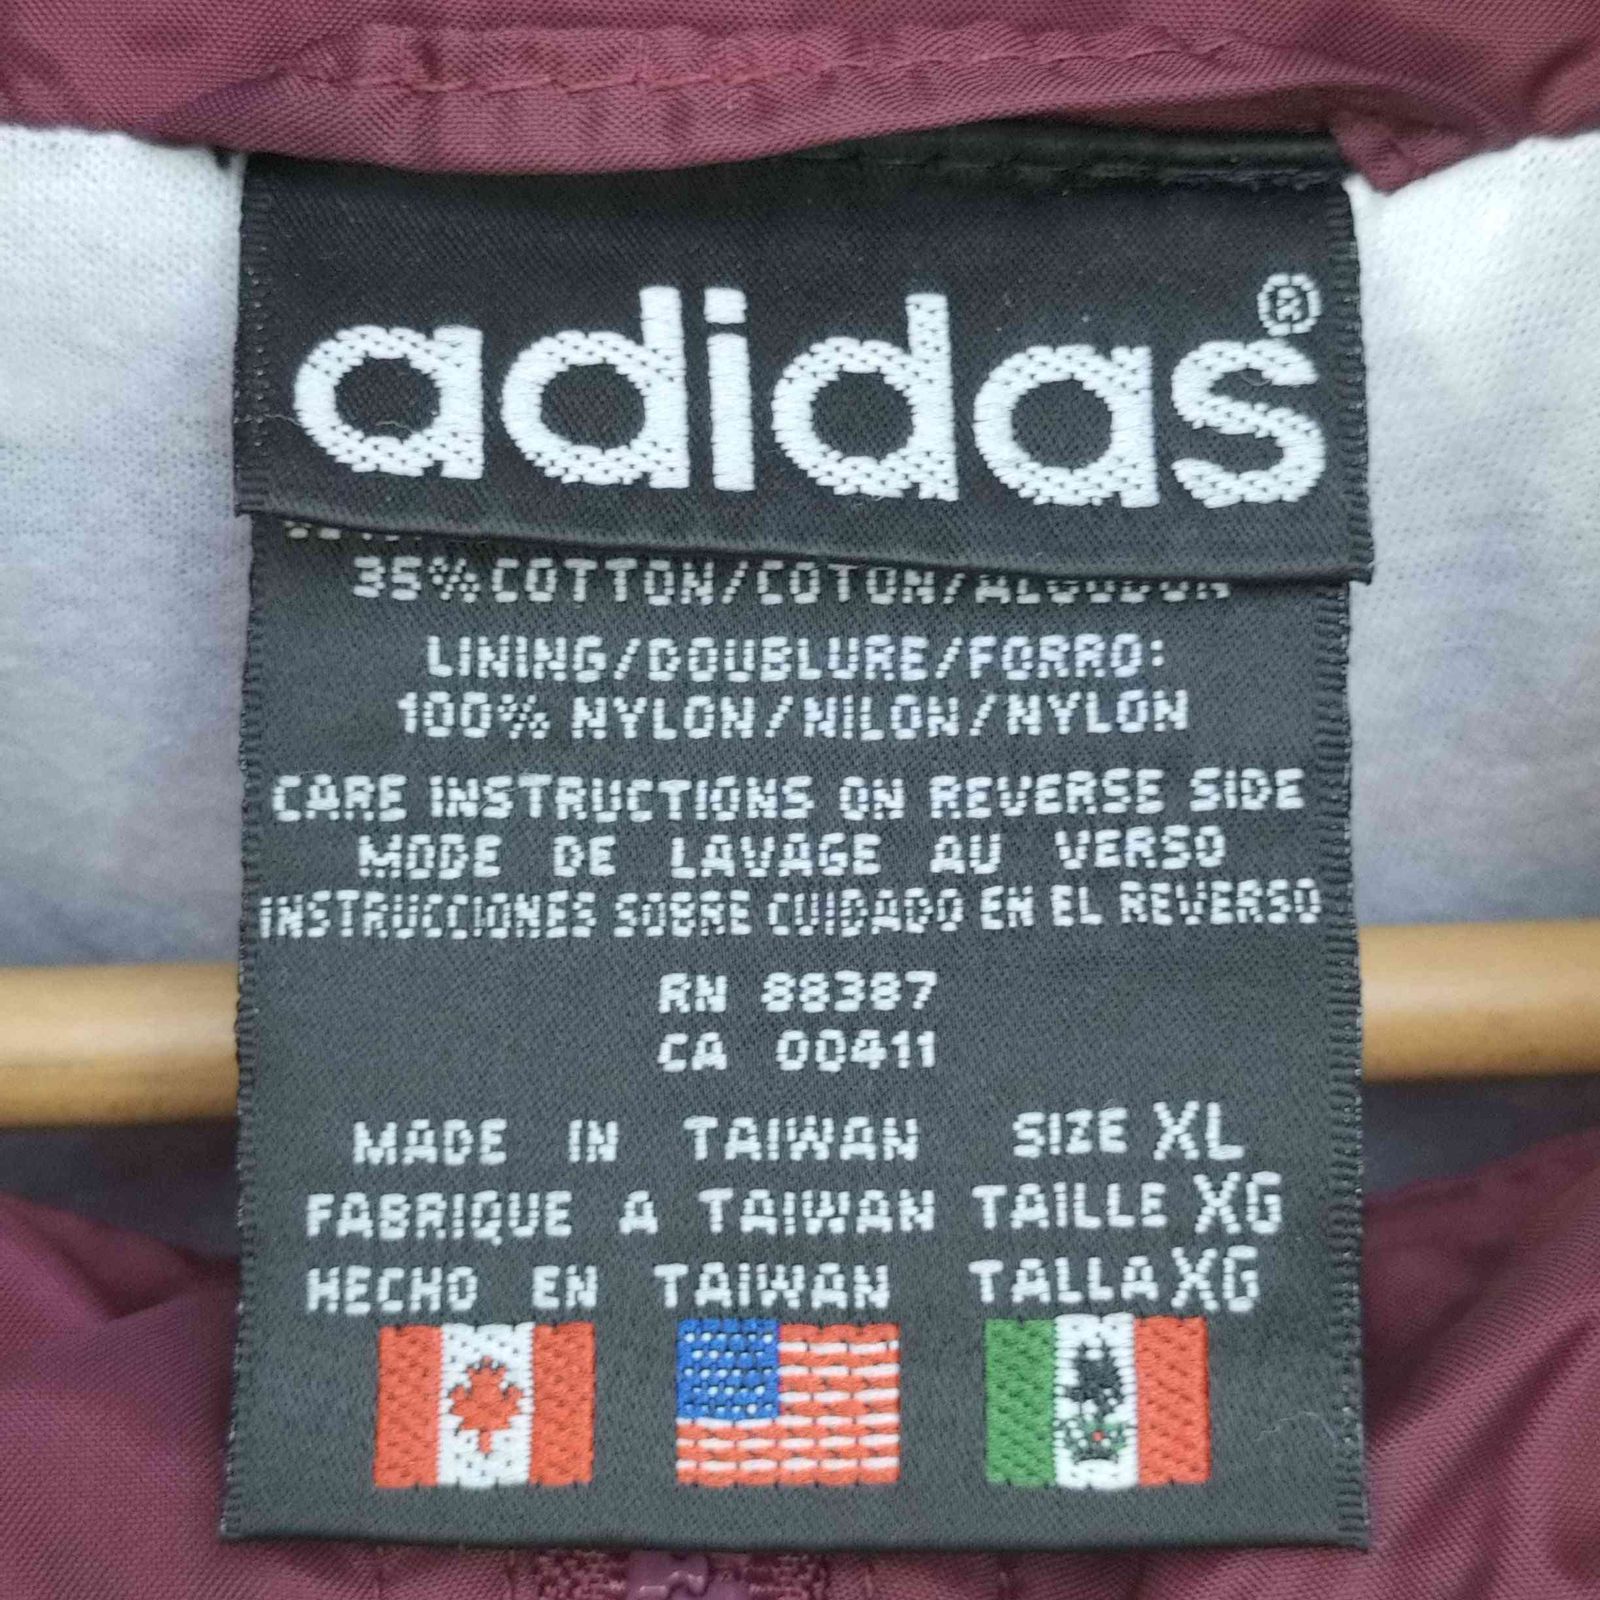 adidas®
35% COTTON/COTON/ALGODON
LINING/DOUBLURE/FORRO:
100% NYLON/NILON/NYLON
CARE INSTRUCTIONS ON REVERSE SIDE
MODE DE LAVAGE AU VERSO
INSTRUCCIONES SOBRE CUIDADO EN EL REVERSO
RN 88387
CA 00411
MADE IN TAIWAN SIZE XL
FABRIQUE A TAIWAN TAILLE XG
HECHO EN TAIWAN TALLA XG